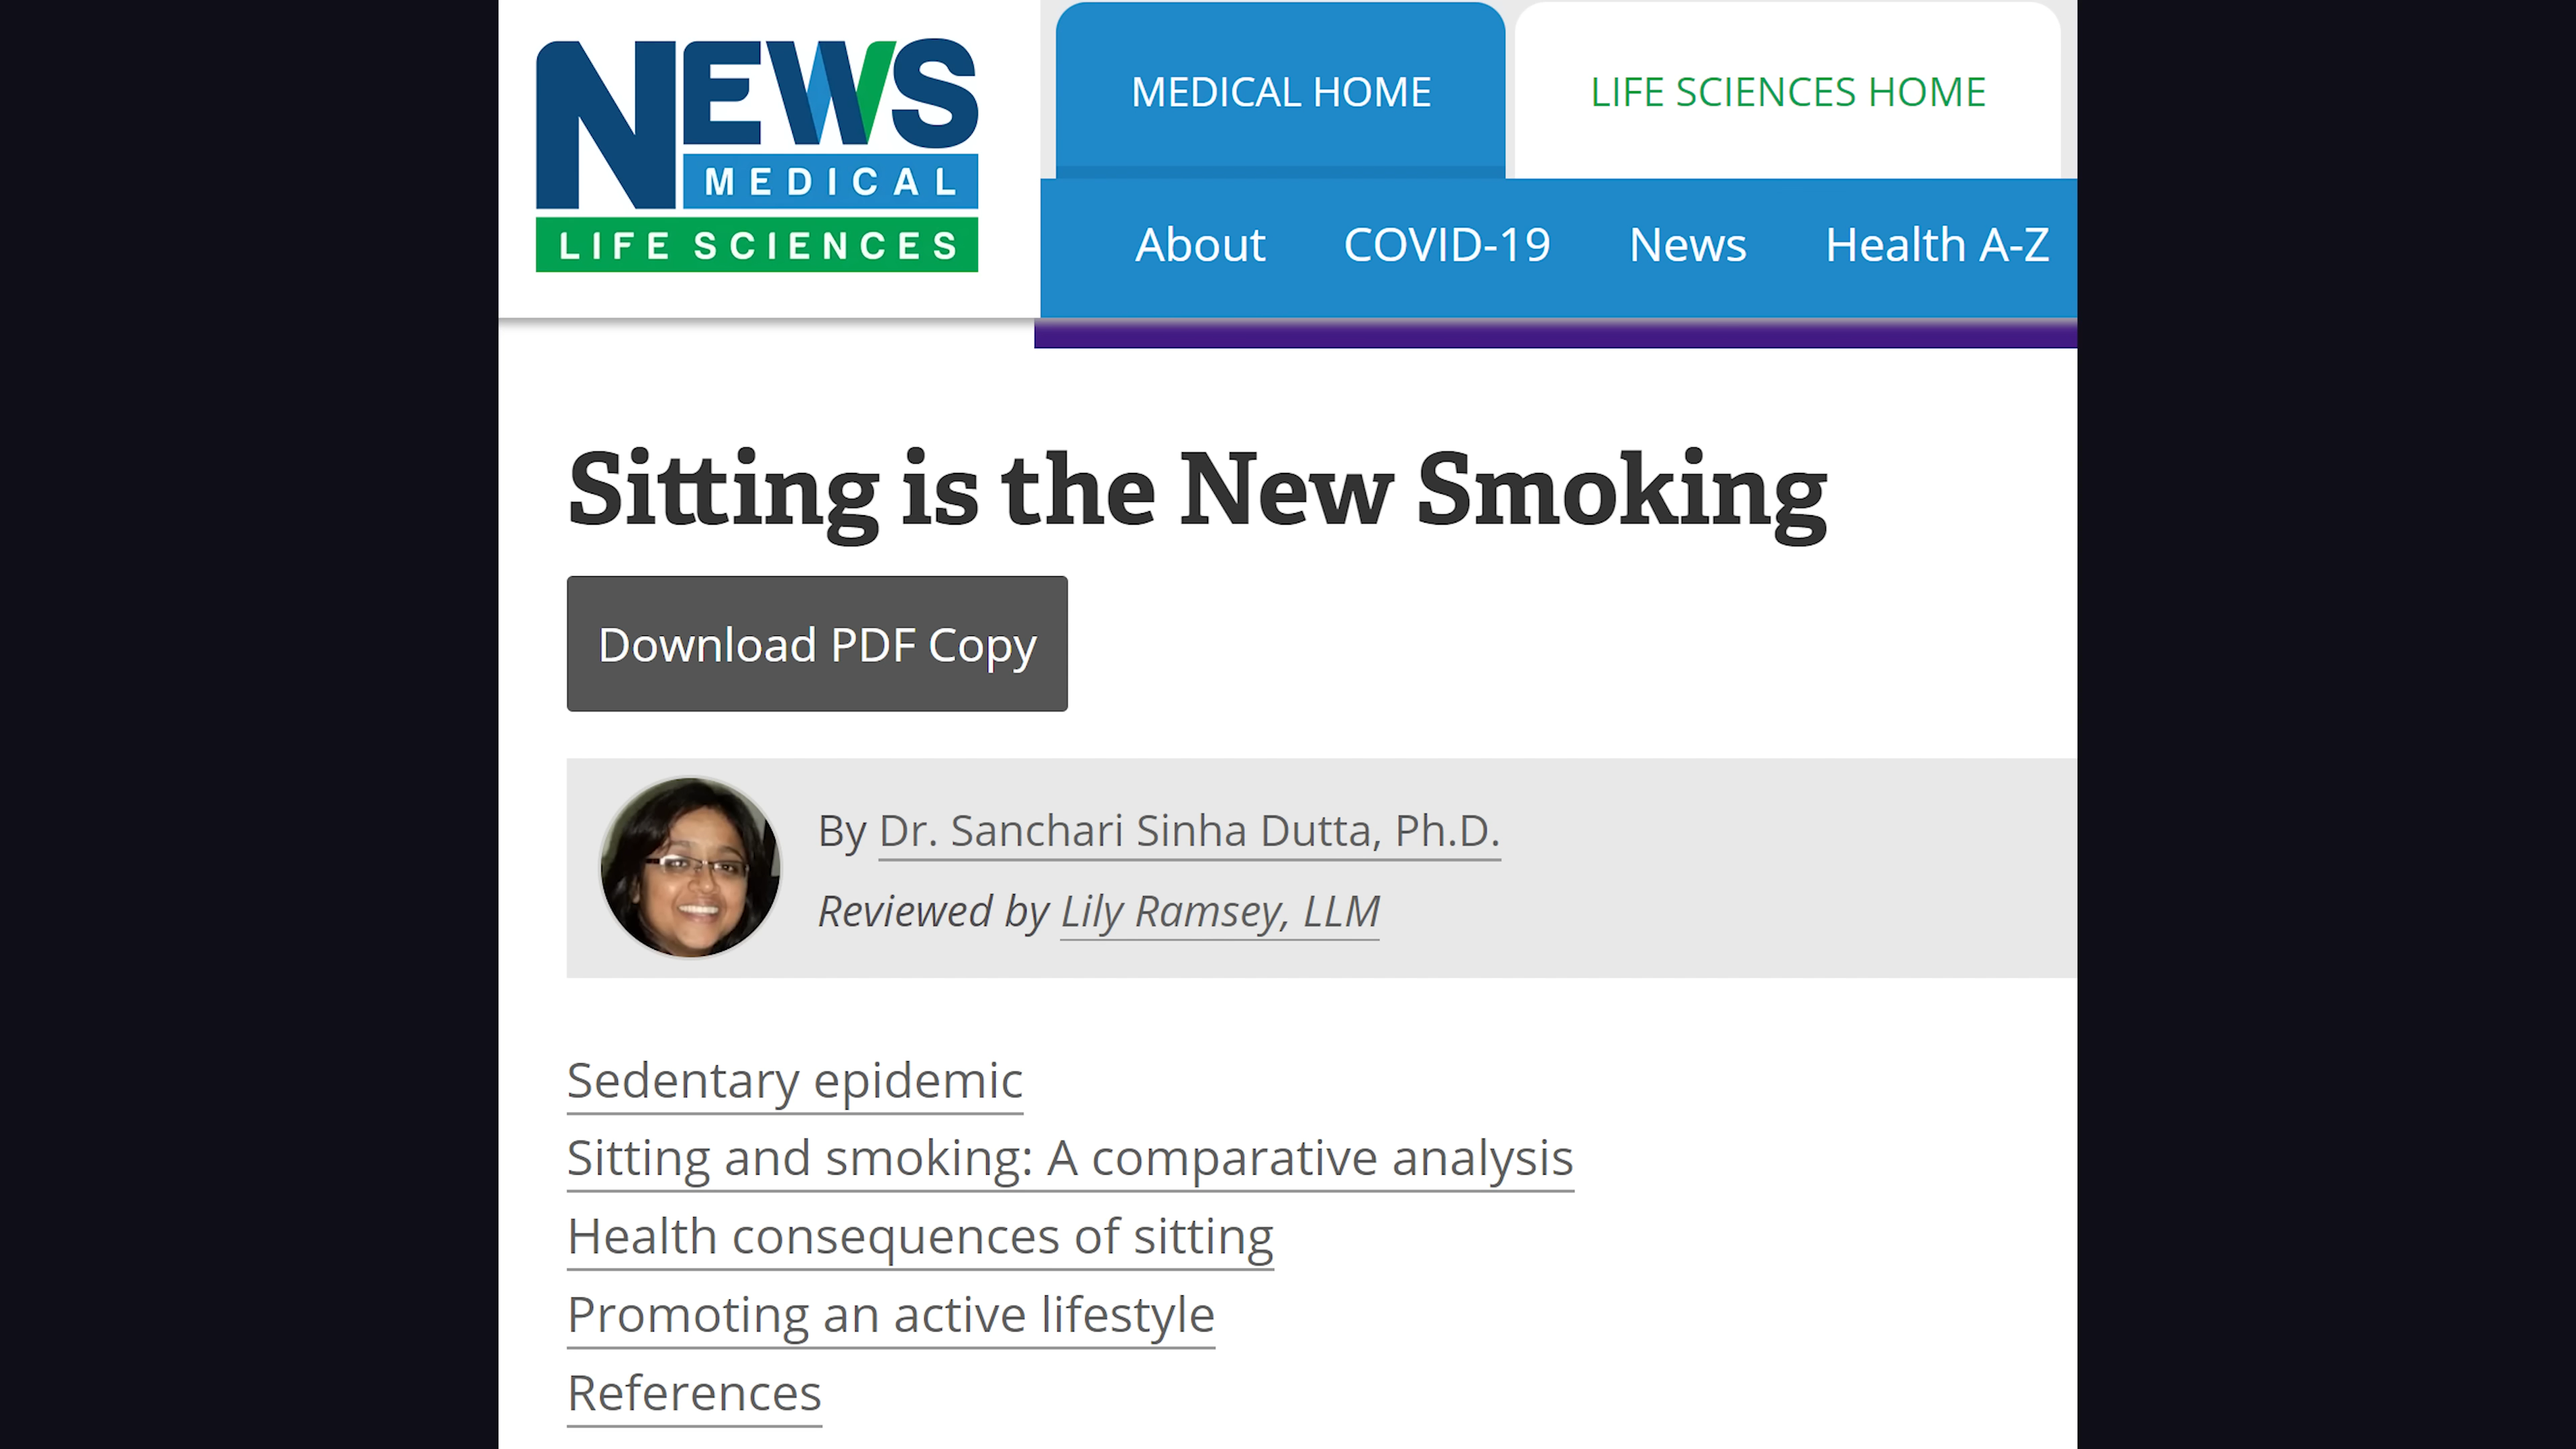 NEWS
MEDICAL
LIFE SCIENCES
MEDICAL HOME
LIFE SCIENCES HOME
About
COVID-19
News
Health A-Z
Sitting is the New Smoking
Download PDF Copy
By Dr. Sanchari Sinha Dutta, Ph.D.
Reviewed by Lily Ramsey, LLM
Sedentary epidemic
Sitting and smoking: A comparative analysis
Health consequences of sitting
Promoting an active lifestyle
References